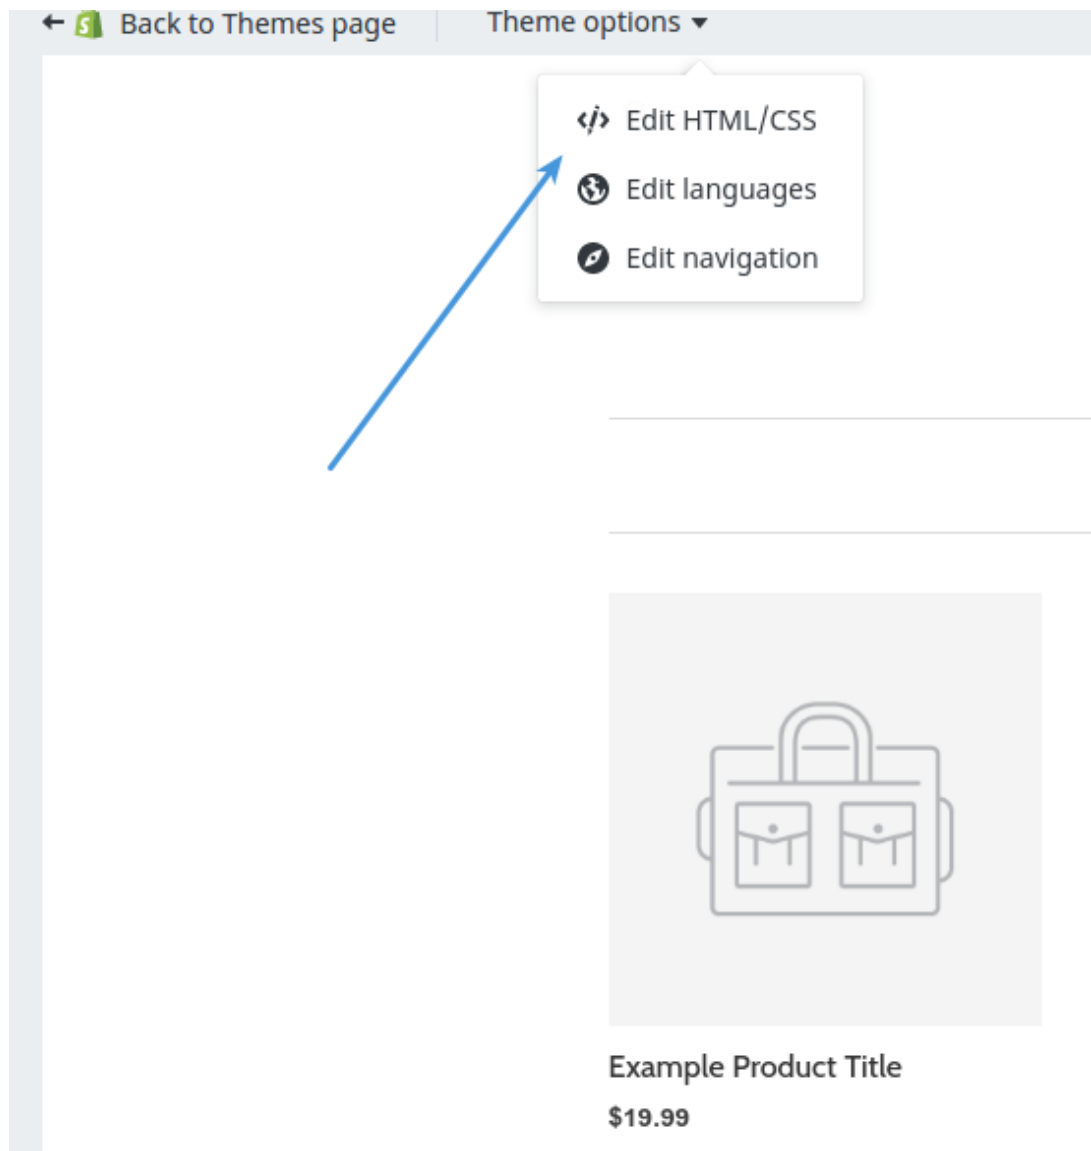 Back to Themes page
Theme options
Edit HTML/CSS
Edit languages
Edit navigation
Example Product Title
$19.99